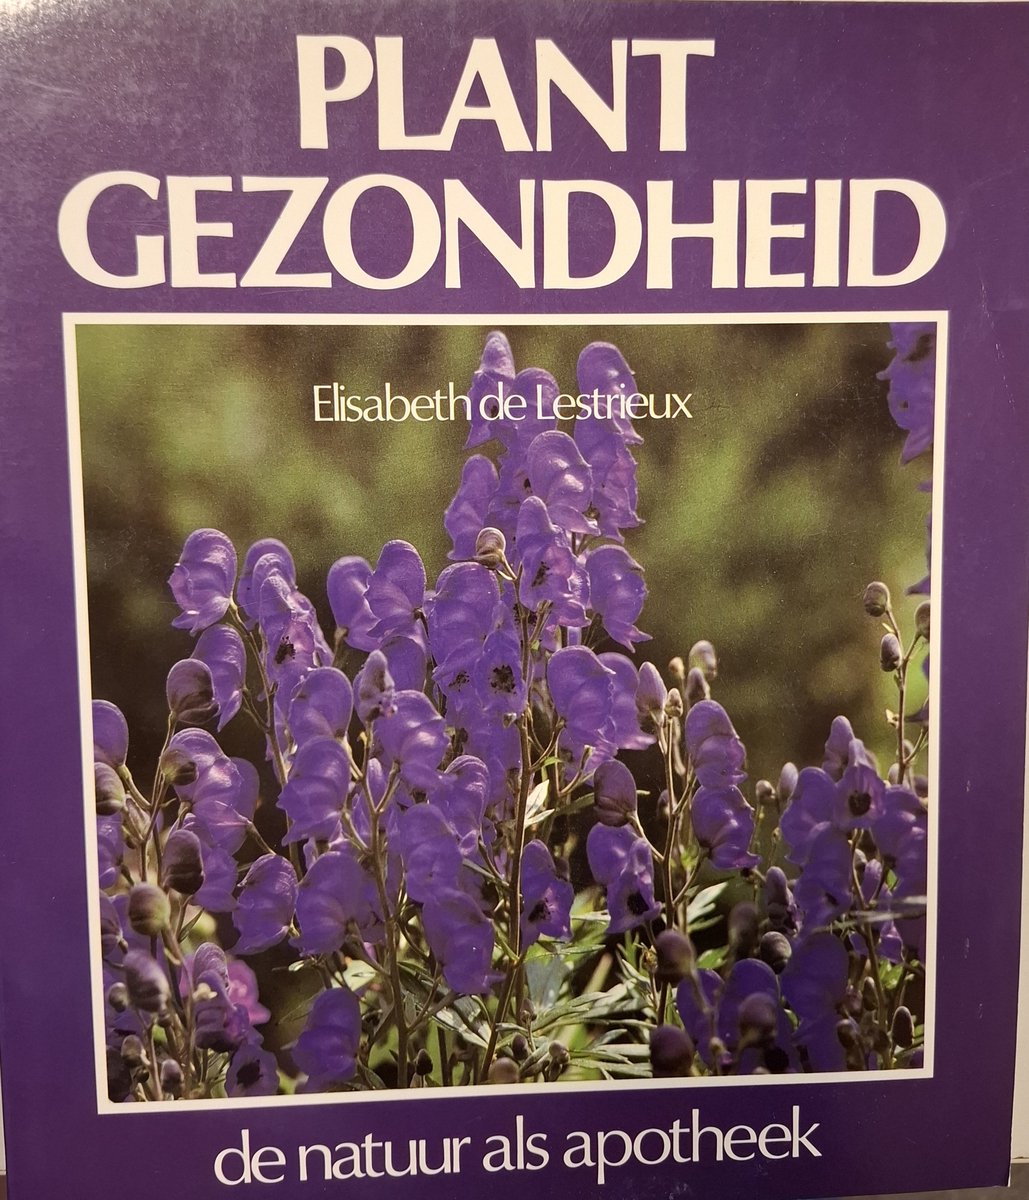 PLANT
GEZONDHEID
Elisabeth de Lestrieux
de natuur als apotheek